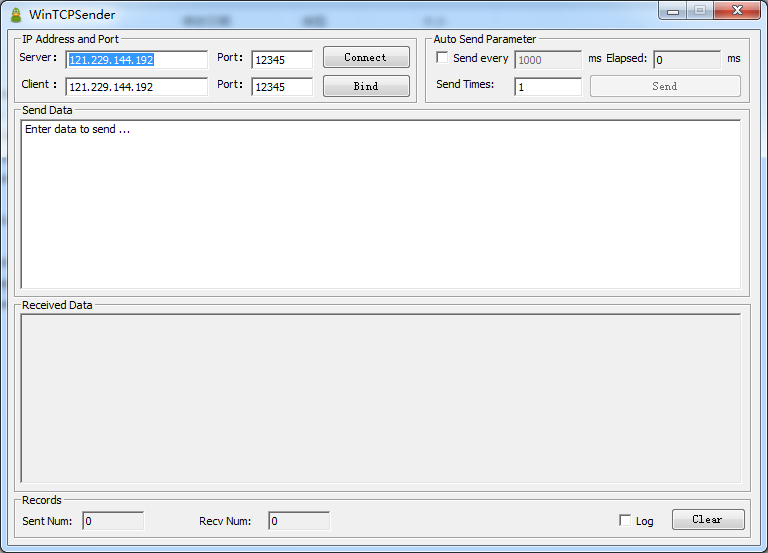 WinTCPSender
IP Address and Port
Server: 121.229.144.192 Port: 12345 Connect
Client : 121.229.144.192 Port: 12345 Bind
Auto Send Parameter
Send every 1000 ms Elapsed: 0 ms
Send Times: 1 Send
Send Data
Enter data to send ...
Received Data
Records
Sent Num: 0 Recv Num: 0 Log Clear